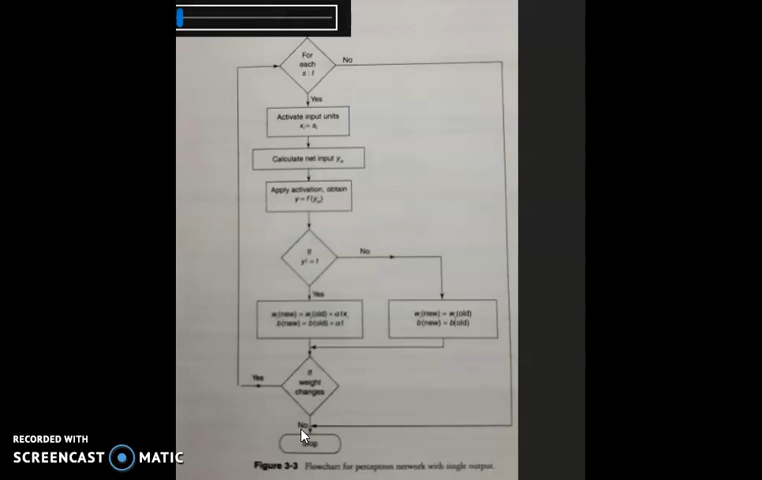 For
each
s : t
No
Yes
Activate input units
xᵢ = sᵢ
Calculate net input yᵢₙ
Apply activation, obtain
y = f (yᵢₙ)
If
y! = t
No
Yes
wᵢ(new) = wᵢ(old) + αtxᵢ
b(new) = b(old) + αt
wᵢ(new) = wᵢ(old)
b(new) = b(old)
If
weight
changes
Yes
No
Stop
Figure 3-3 Flowchart for perceptron network with single output.
RECORDED WITH
SCREENCAST MATIC